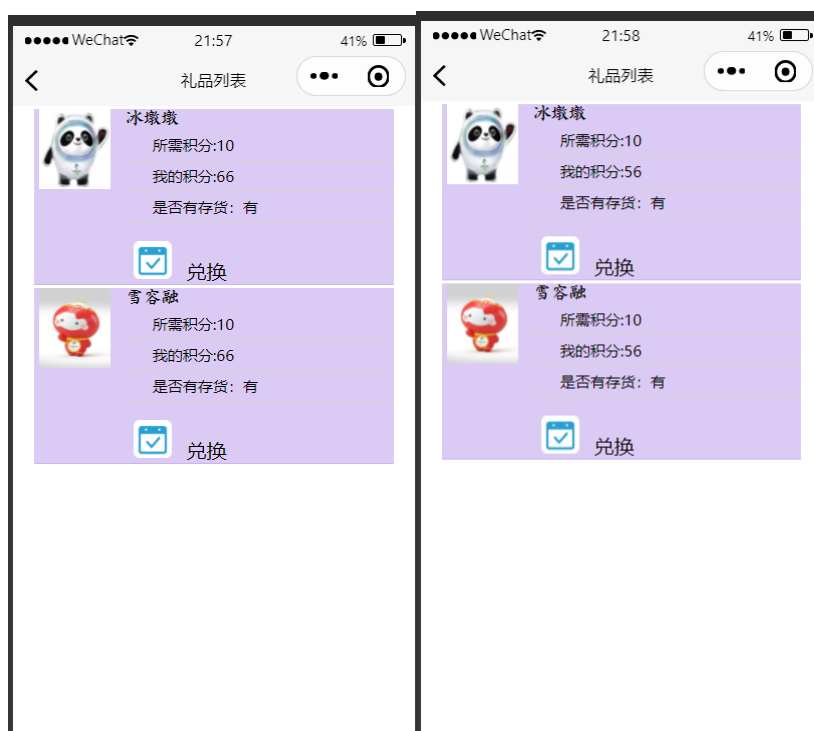 WeChat 21:57 41%
礼品列表
冰墩墩
所需积分:10
我的积分:66
是否有存货：有
兑换
雪容融
所需积分:10
我的积分:66
是否有存货：有
兑换
WeChat 21:58 41%
礼品列表
冰墩墩
所需积分:10
我的积分:56
是否有存货：有
兑换
雪容融
所需积分:10
我的积分:56
是否有存货：有
兑换